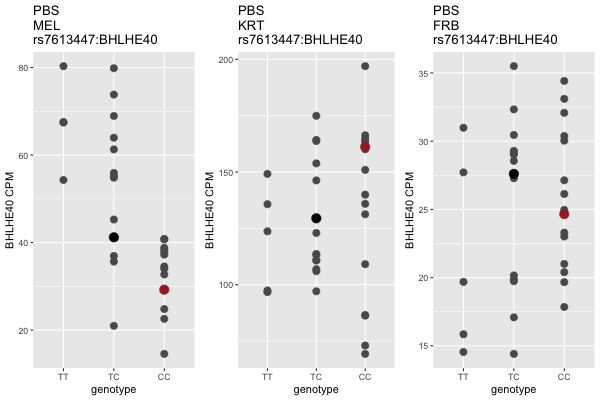 PBS
MEL
rs7613447:BHLHE40
BHLHE40 CPM
80
60
40
20
TT TC CC
genotype
PBS
KRT
rs7613447:BHLHE40
BHLHE40 CPM
200
150
100
TT TC CC
genotype
PBS
FRB
rs7613447:BHLHE40
BHLHE40 CPM
35
30
25
20
15
TT TC CC
genotype